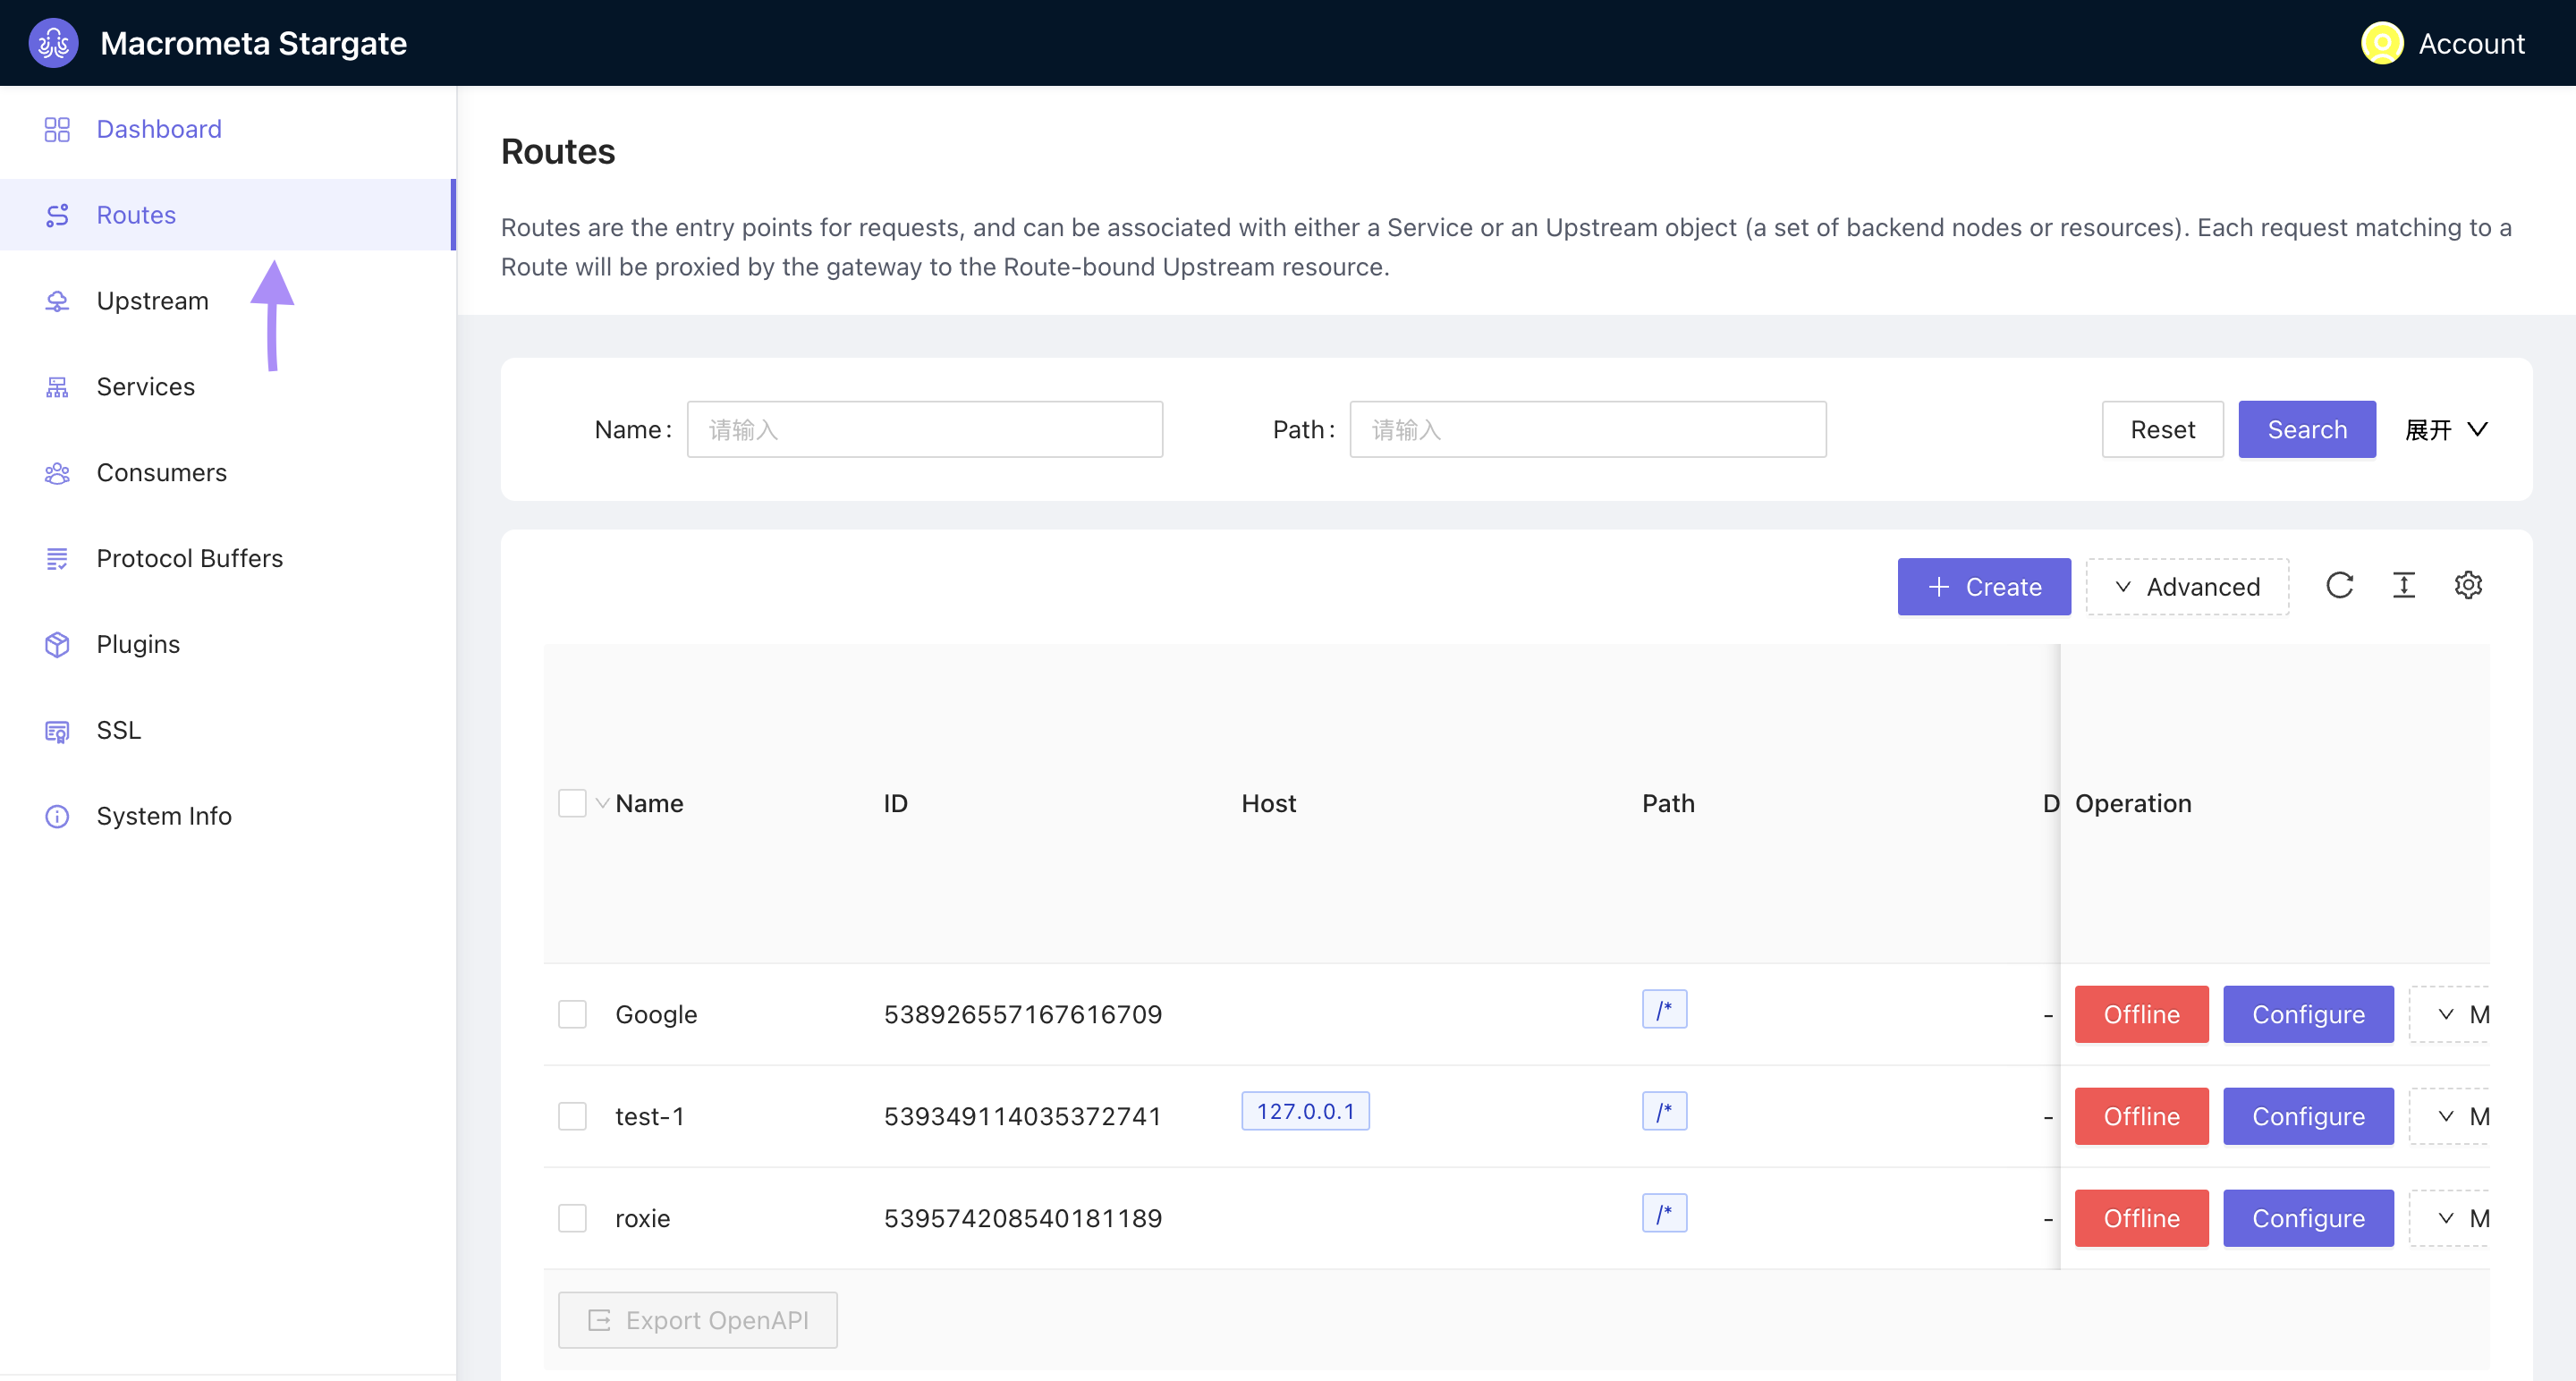 Macrometa Stargate
Account
Dashboard
Routes
Upstream
Services
Consumers
Protocol Buffers
Plugins
SSL
System Info
Routes
Routes are the entry points for requests, and can be associated with either a Service or an Upstream object (a set of backend nodes or resources). Each request matching to a
Route will be proxied by the gateway to the Route-bound Upstream resource.
Name: 请输入 Path: 请输入 Reset Search 展开
+ Create Advanced
Name ID Host Path D Operation
Google 538926557167616709 /* - Offline Configure M
test-1 539349114035372741 127.0.0.1 /* - Offline Configure M
roxie 539574208540181189 /* - Offline Configure M
Export OpenAPI